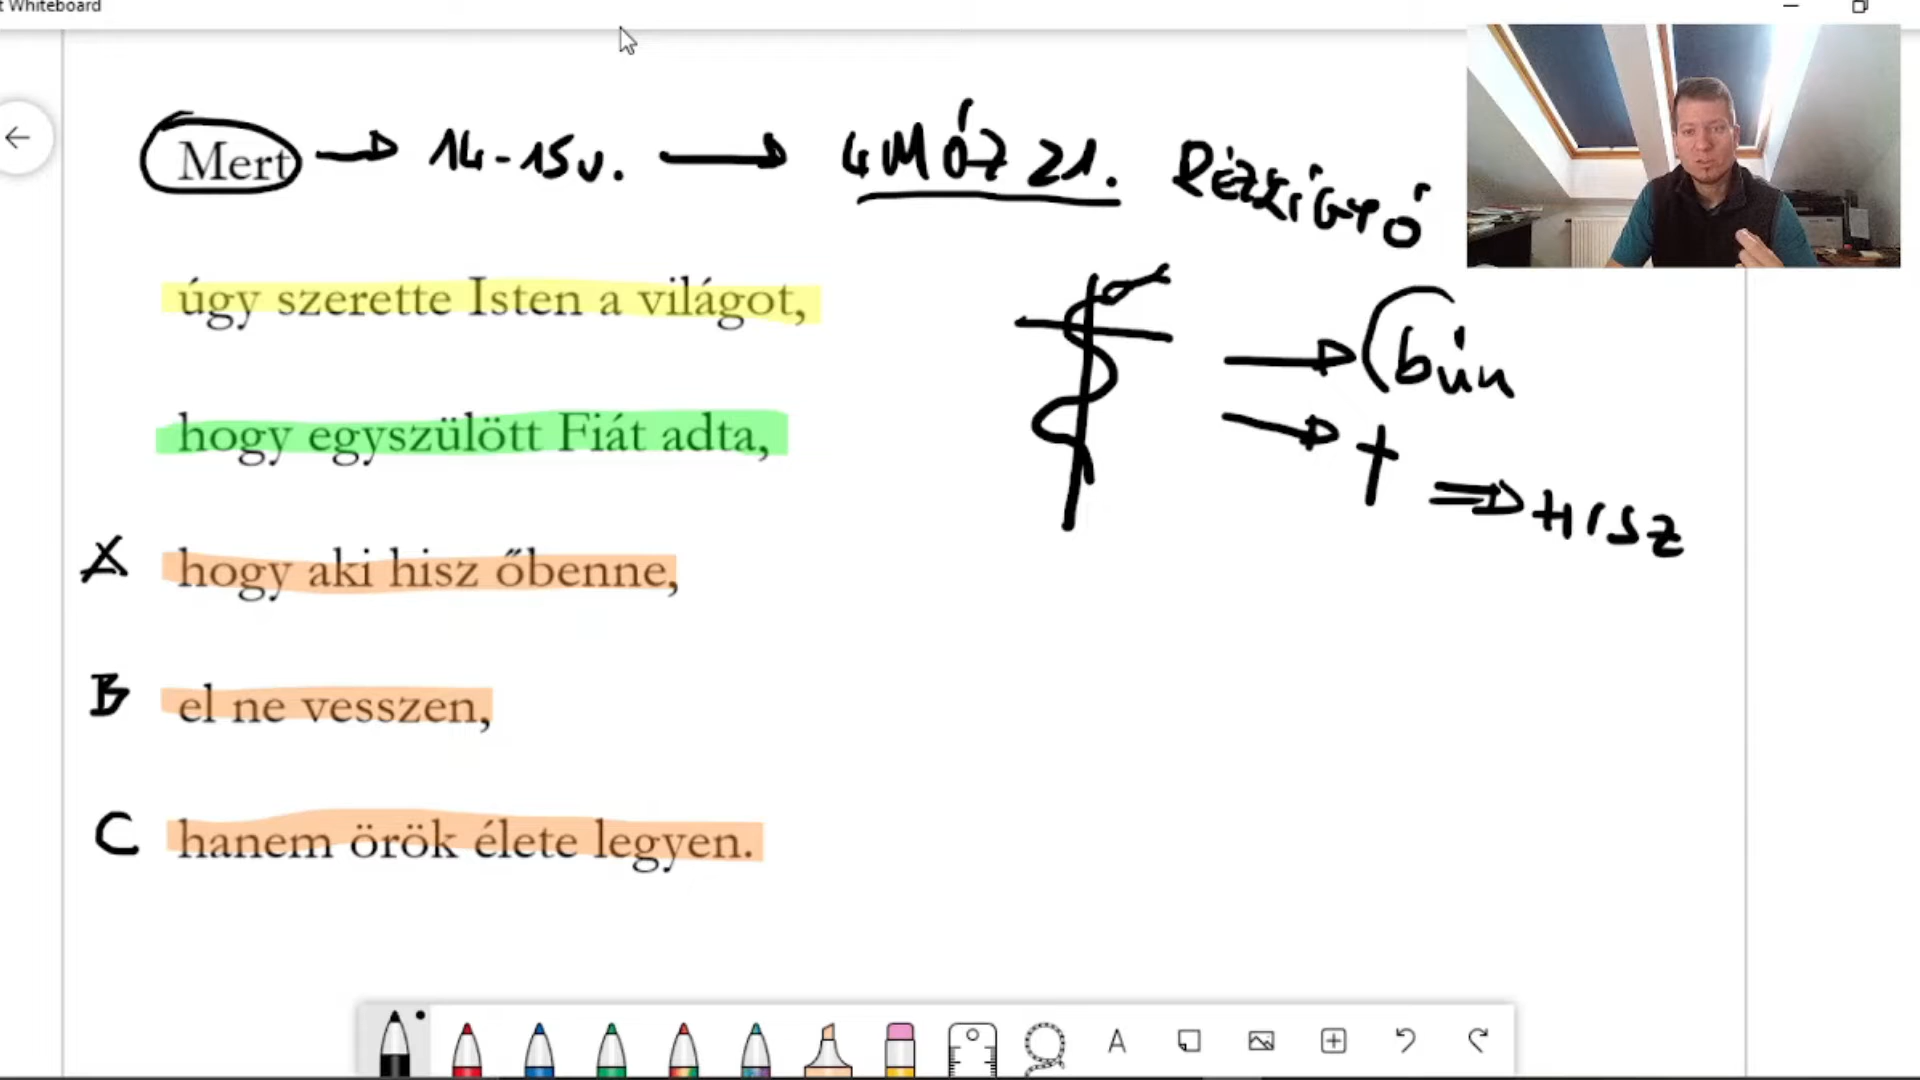 t Whiteboard
Mert → 14-15v. → 4MÓZ 21. RÉZKÍGYÓ
úgy szerette Isten a világot,
→ (bűn
hogy egyszülött Fiát adta,
→ † ⇒ HISZ
A hogy aki hisz őbenne,
B el ne vesszen,
C hanem örök élete legyen.
A